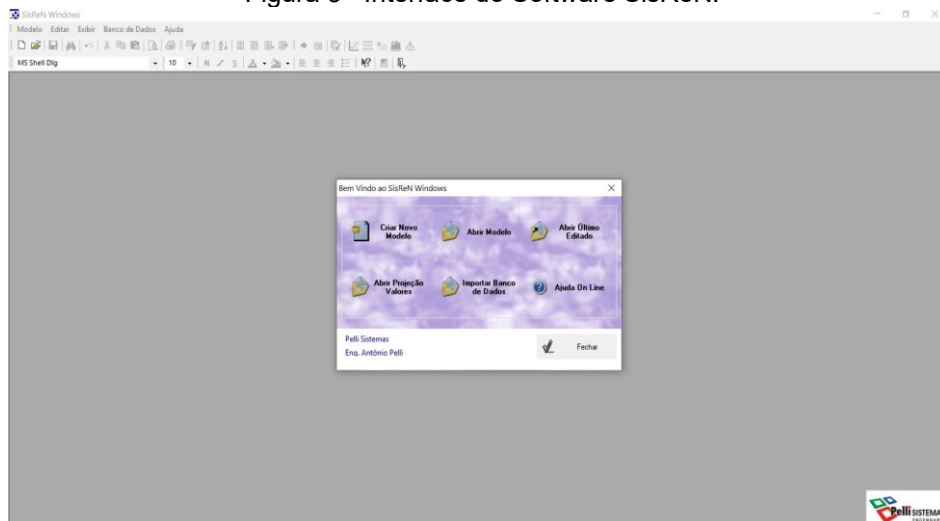 Figura 3 - Interface do Software SisReN.
SisReN Windows
Modelo Editar Exibir Banco de Dados Ajuda
MS Shell Dlg 10 N S
Bem Vindo ao SisReN Windows
Criar Novo
Modelo
Abrir Modelo
Abrir Último
Editado
Abrir Projeção
Valores
Importar Banco
de Dados
Ajuda On Line
Pelli Sistemas
Eng. Antônio Pelli
Fechar
Pelli SISTEMA